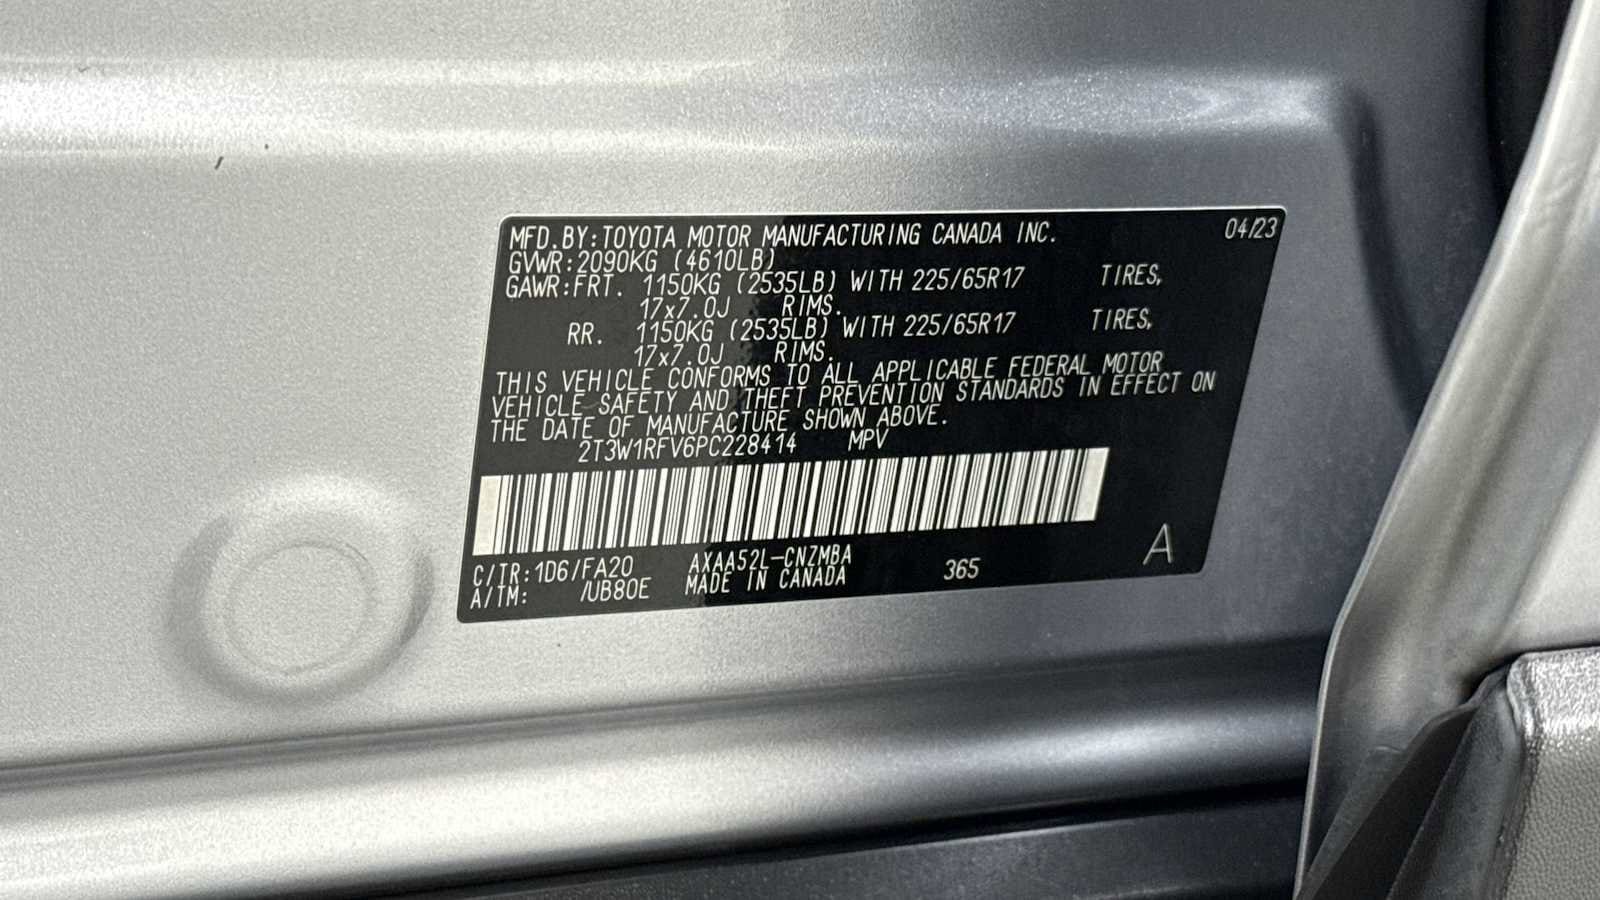 MFD.BY:TOYOTA MOTOR MANUFACTURING CANADA INC. 04/23
GVWR:2090KG (4610LB)
GAWR:FRT. 1150KG (2535LB) WITH 225/65R17 TIRES,
17x7.0J RIMS.
RR. 1150KG (2535LB) WITH 225/65R17 TIRES,
17x7.0J RIMS.
THIS VEHICLE CONFORMS TO ALL APPLICABLE FEDERAL MOTOR
VEHICLE SAFETY AND THEFT PREVENTION STANDARDS IN EFFECT ON
THE DATE OF MANUFACTURE SHOWN ABOVE.
2T3W1RFV6PC228414 MPV
C/TR:1D6/FA20 AXAA52L-CNZMBA
A/TM: /UB80E MADE IN CANADA 365 A